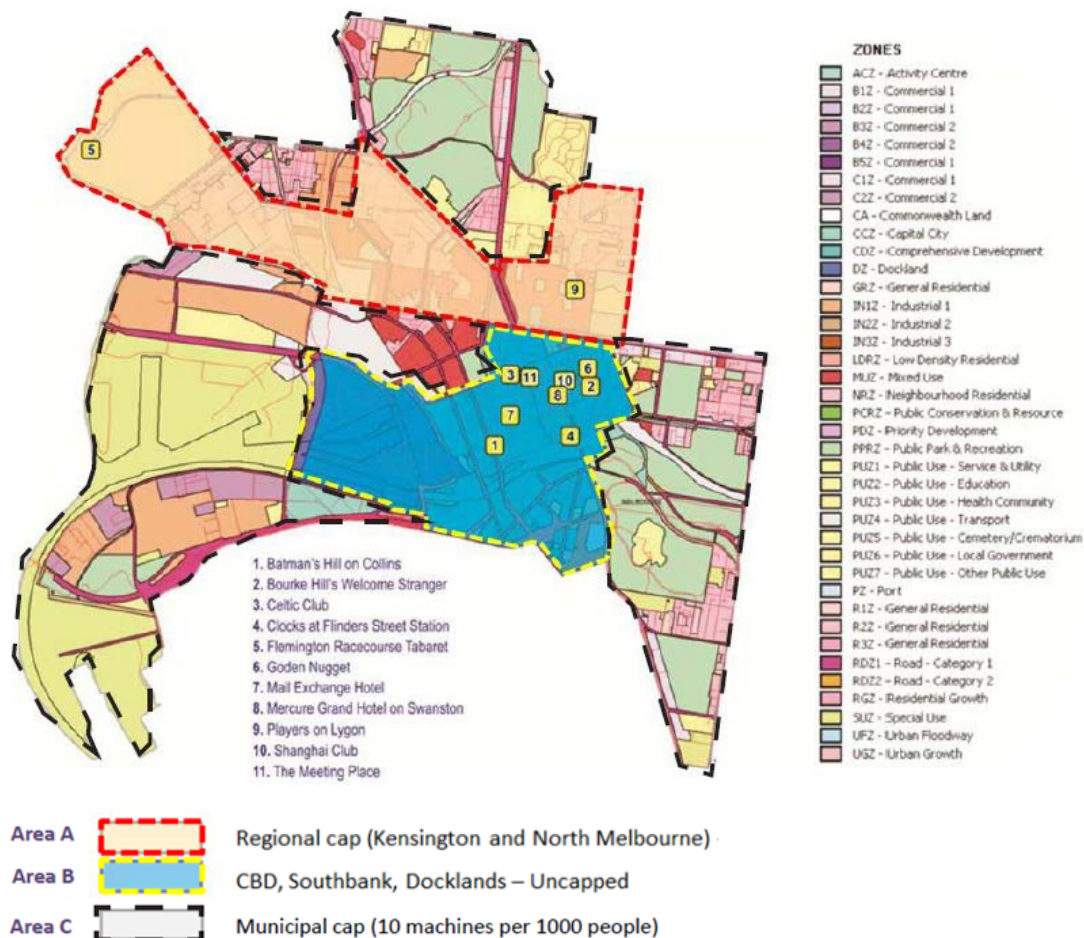 ZONES
ACZ - Activity Centre
B1Z - Commercial 1
B2Z - Commercial 1
B3Z - Commercial 2
B4Z - Commercial 2
B5Z - Commercial 1
C1Z - Commercial 1
C2Z - Commercial 2
CA - Commonwealth Land
CCZ - Capital City
CDZ - Comprehensive Development
DZ - Dockland
GRZ - General Residential
IN1Z - Industrial 1
IN2Z - Industrial 2
IN3Z - Industrial 3
LDRZ - Low Density Residential
MUZ - Mixed Use
NRZ - Neighbourhood Residential
PCRZ - Public Conservation & Resource
PDZ - Priority Development
PPRZ - Public Park & Recreation
PUZ1 - Public Use - Service & Utility
PUZ2 - Public Use - Education
PUZ3 - Public Use - Health Community
PUZ4 - Public Use - Transport
PUZ5 - Public Use - Cemetery/Crematorium
PUZ6 - Public Use - Local Government
PUZ7 - Public Use - Other Public Use
PZ - Port
R1Z - General Residential
R2Z - General Residential
R3Z - General Residential
RDZ1 - Road - Category 1
RDZ2 - Road - Category 2
RGZ - Residential Growth
SUZ - Special Use
UFZ - Urban Floodway
UGZ - Urban Growth
5
9
3
11
10
6
2
8
7
4
1
1. Batman's Hill on Collins
2. Bourke Hill's Welcome Stranger
3. Celtic Club
4. Clocks at Flinders Street Station
5. Flemington Racecourse Tabaret
6. Goden Nugget
7. Mail Exchange Hotel
8. Mercure Grand Hotel on Swanston
9. Players on Lygon
10. Shanghai Club
11. The Meeting Place
Area A Regional cap (Kensington and North Melbourne)
Area B CBD, Southbank, Docklands – Uncapped
Area C Municipal cap (10 machines per 1000 people)